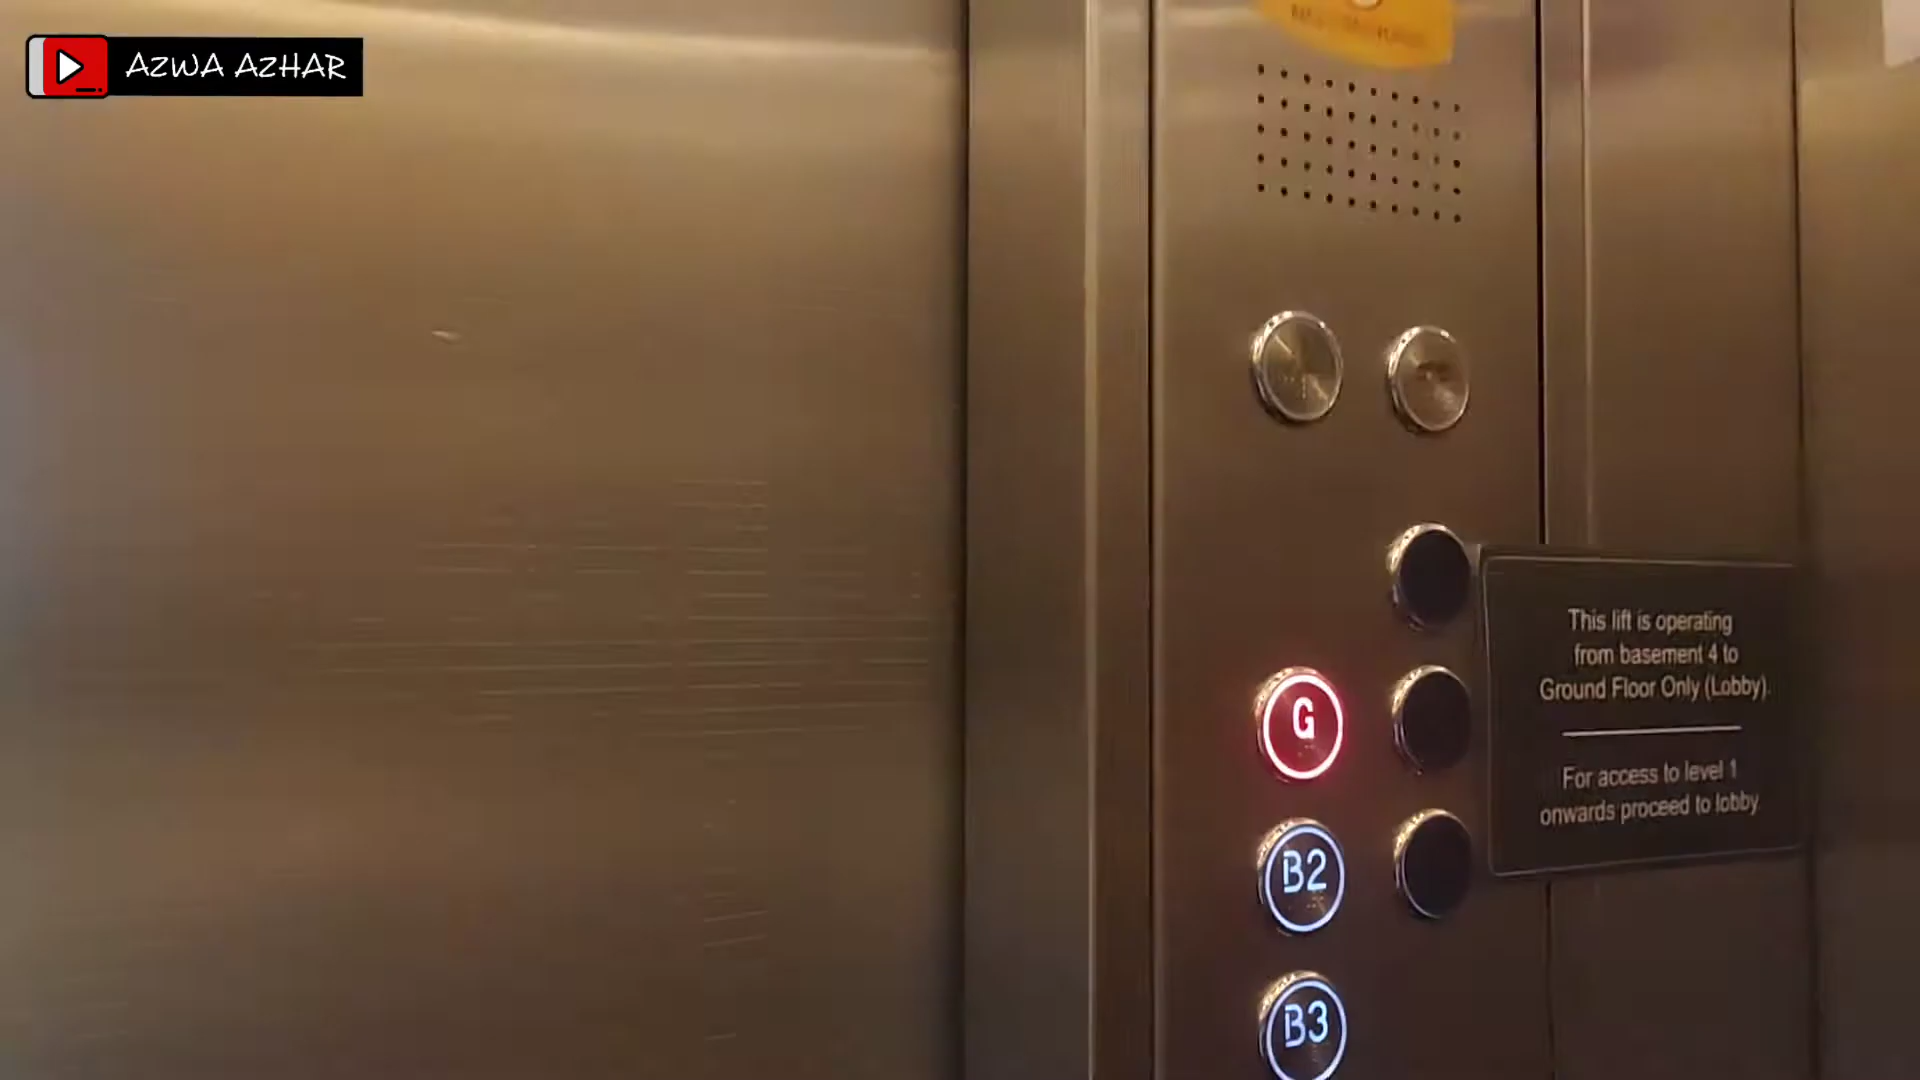 AZWA AZHAR
This lift is operating
from basement 4 to
Ground Floor Only (Lobby).
For access to level 1
onwards proceed to lobby
G
B2
B3